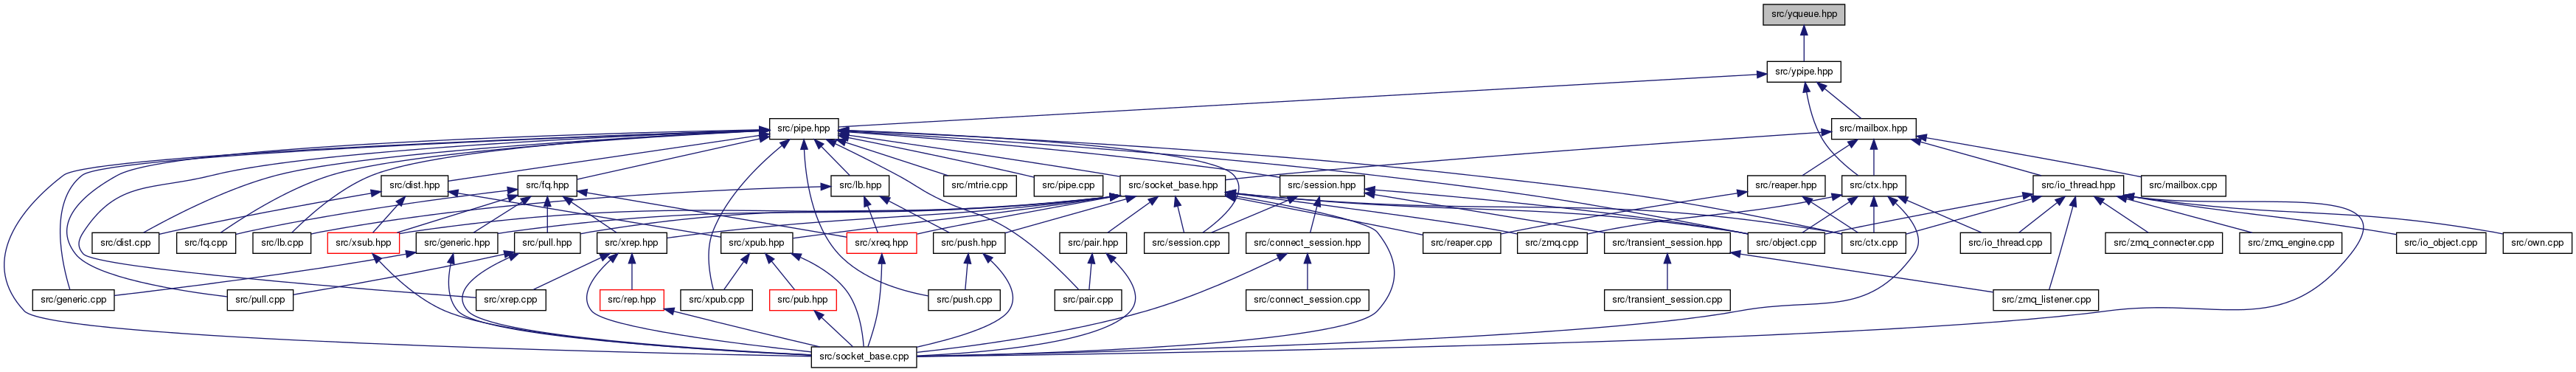 src/yqueue.hpp
src/ypipe.hpp
src/pipe.hpp
src/mailbox.hpp
src/dist.hpp
src/fq.hpp
src/lb.hpp
src/mtrie.cpp
src/pipe.cpp
src/socket_base.hpp
src/session.hpp
src/reaper.hpp
src/ctx.hpp
src/io_thread.hpp
src/mailbox.cpp
src/dist.cpp
src/fq.cpp
src/lb.cpp
src/xsub.hpp
src/generic.hpp
src/pull.hpp
src/xrep.hpp
src/xpub.hpp
src/xreq.hpp
src/push.hpp
src/pair.hpp
src/session.cpp
src/connect_session.hpp
src/reaper.cpp
src/zmq.cpp
src/transient_session.hpp
src/object.cpp
src/ctx.cpp
src/io_thread.cpp
src/zmq_connecter.cpp
src/zmq_engine.cpp
src/io_object.cpp
src/own.cpp
src/generic.cpp
src/pull.cpp
src/xrep.cpp
src/rep.hpp
src/xpub.cpp
src/pub.hpp
src/push.cpp
src/pair.cpp
src/connect_session.cpp
src/transient_session.cpp
src/zmq_listener.cpp
src/socket_base.cpp